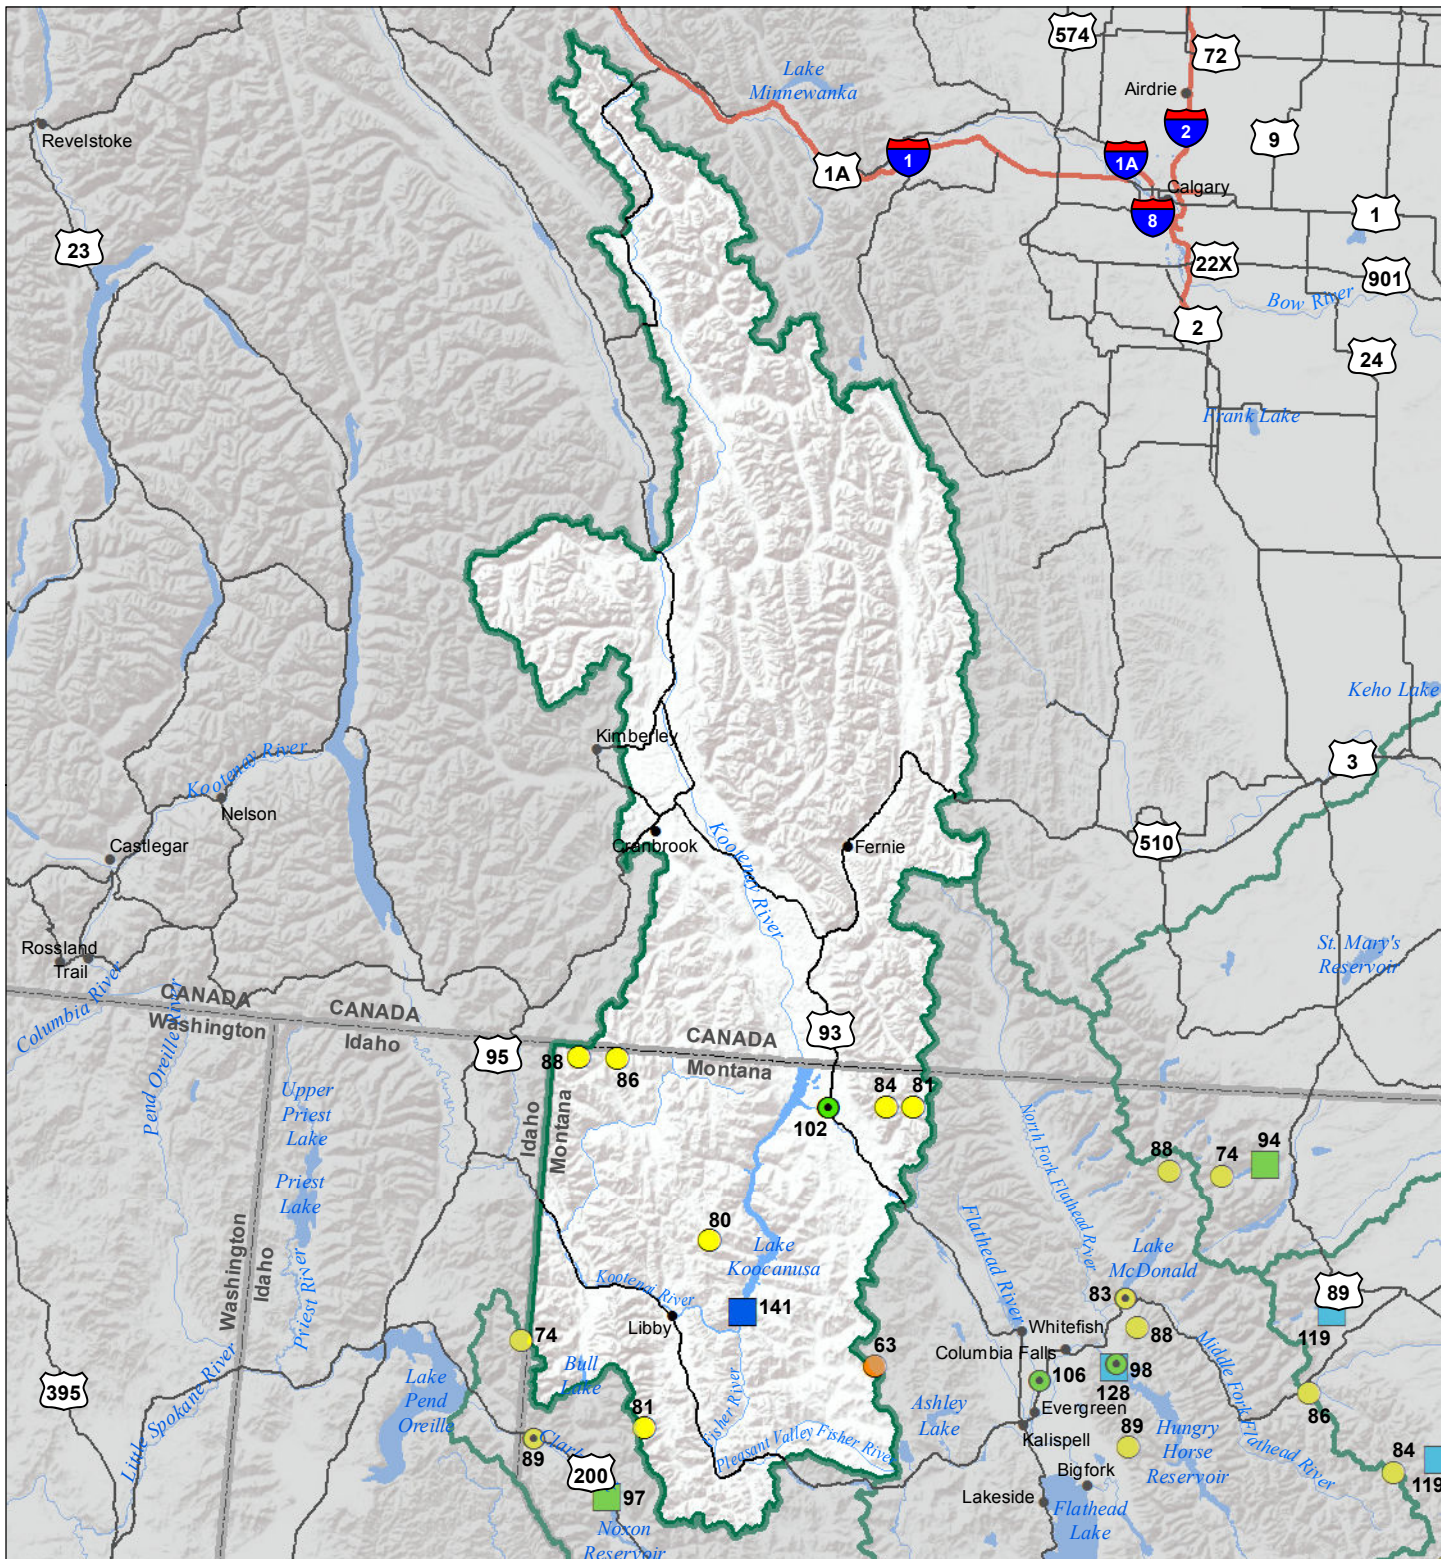 574
72
Lake
Minnewanka
Airdrie
2
9
Revelstoke
1
1A
1A
Calgary
8
1
23
22X
901
Bow River
2
24
Frank Lake
Keho Lake
Kimberley
3
Kootenay River
Nelson
Kootenay River
510
Castlegar
Cranbrook
Fernie
Rossland
Trail
St. Mary's
Reservoir
Columbia River
Pend Oreille River
CANADA
Washington
CANADA
Idaho
95
93
CANADA
Montana
88
86
84
81
102
Upper
Priest
Lake
Idaho
Montana
North Fork Flathead River
88
74
94
Priest
Lake
80
Lake
Koocanusa
Flathead River
Lake
McDonald
Washington
Idaho
Priest River
Kootenai River
141
83
89
119
Libby
Whitefish
88
74
Columbia Falls
63
98
128
106
Middle Fork Flathead River
Bull
Lake
Lake
Pend
Oreille
395
Little Spokane River
81
Fisher River
Ashley
Lake
Evergreen
86
Kalispell
89
Clark
89
Pleasant Valley Fisher River
Hungry
Horse
Reservoir
200
97
Bigfork
84
119
Lakeside
Flathead
Lake
Noxon
Reservoir